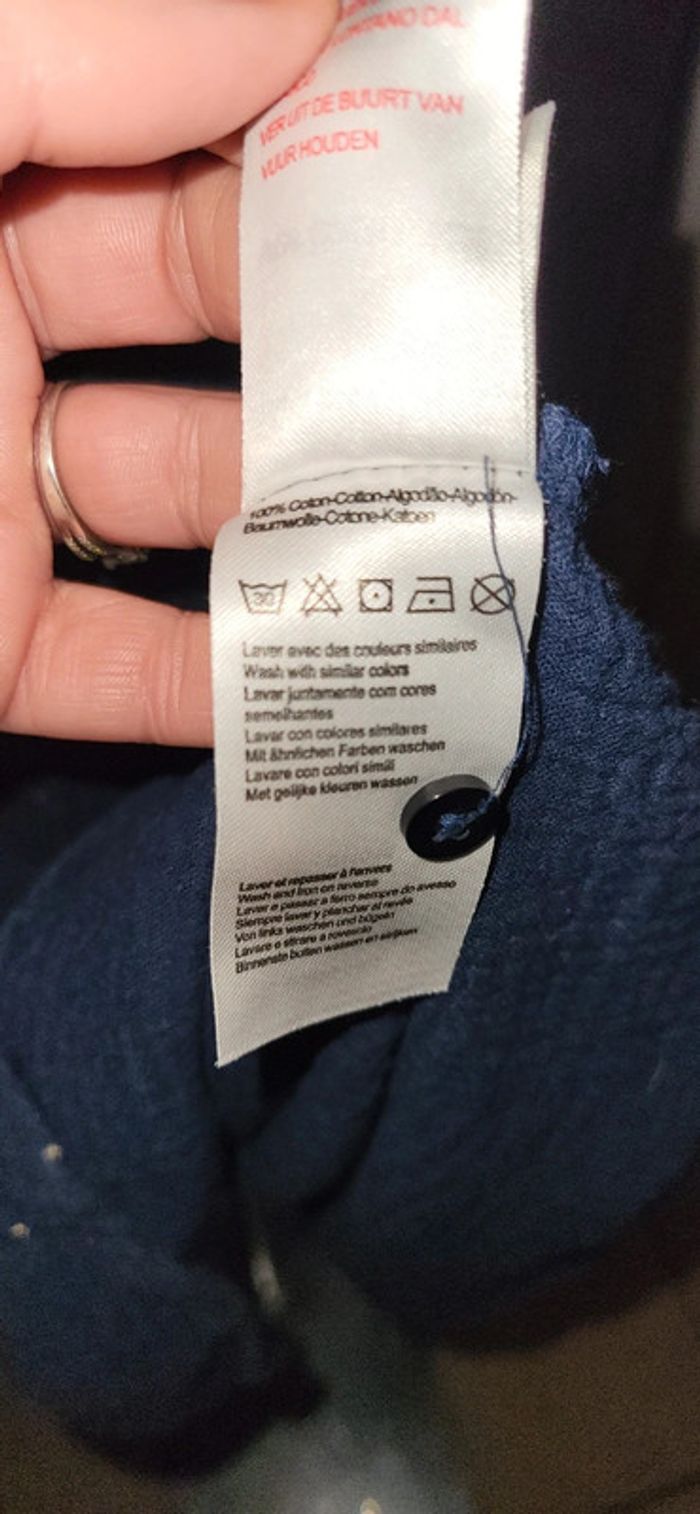 ONTANO DAL
VER UIT DE BUURT VAN
VUUR HOUDEN
100% Coton-Cotton-Algodão-Algodón-
Baumwolle-Cotone-Katoen
30
Laver avec des couleurs similaires
Wash with similar colors
Lavar juntamente com cores
semelhantes
Lavar con colores similares
Mit ähnlichen Farben waschen
Lavare con colori simili
Met gelijke kleuren wassen
Laver et repasser à l'envers
Wash and iron on reverse
Lavar e passar a ferro sempre do avesso
Siempre lavar y planchar al revés
Von links waschen und bügeln
Lavare e stirare a rovescio
Binnenste buiten wassen en strijken